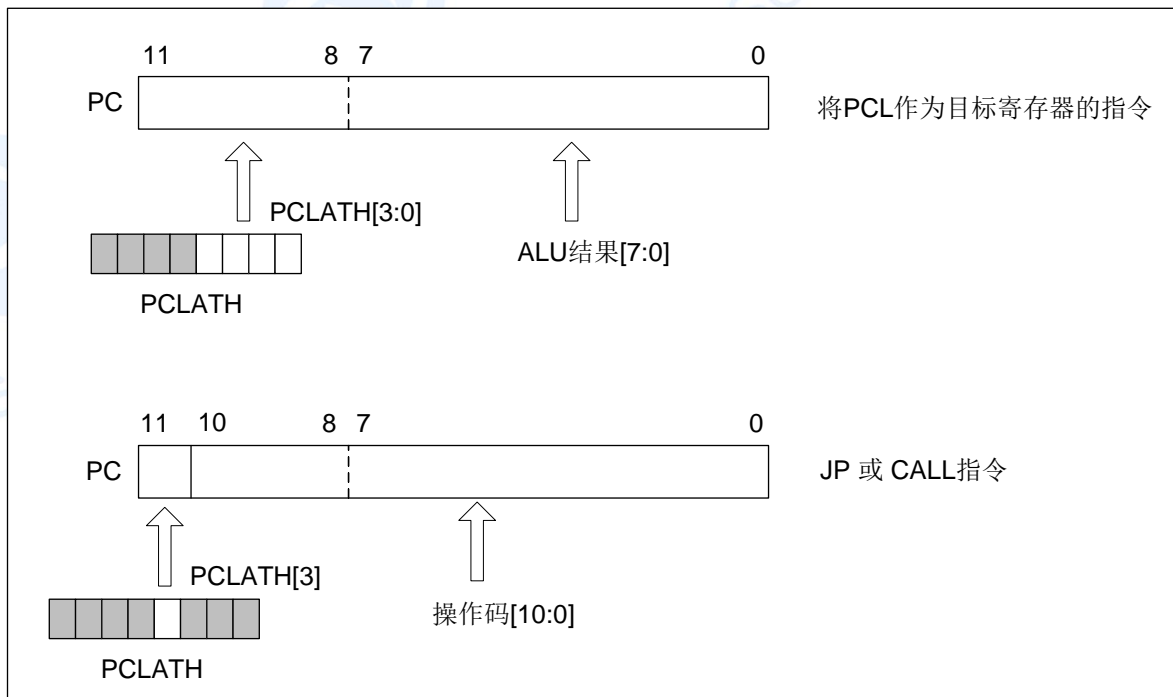 11 8 7 0
PC
将PCL作为目标寄存器的指令
PCLATH[3:0]
ALU结果[7:0]
PCLATH
11 10 8 7 0
PC
JP 或 CALL指令
PCLATH[3]
操作码[10:0]
PCLATH